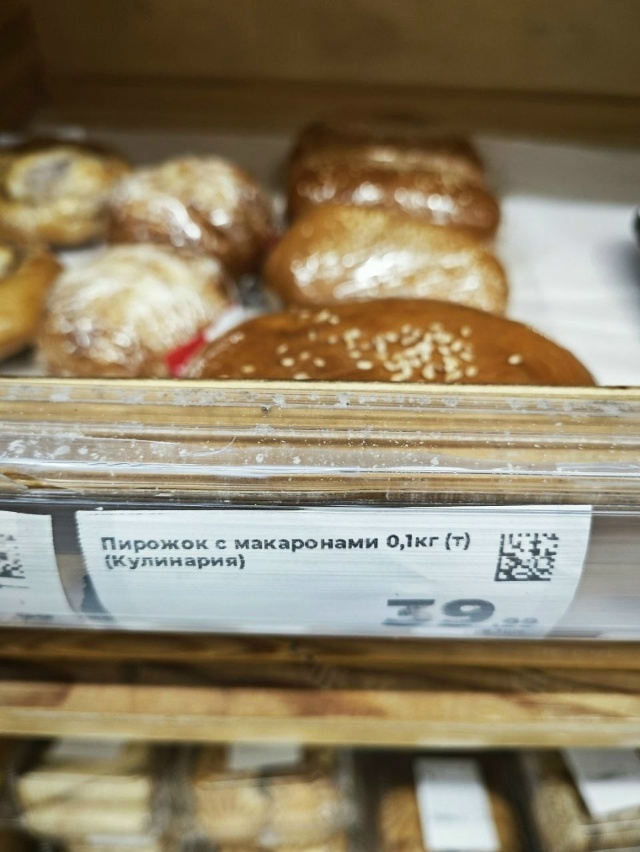 Пирожок с макаронами 0,1кг (т)
(Кулинария)
39